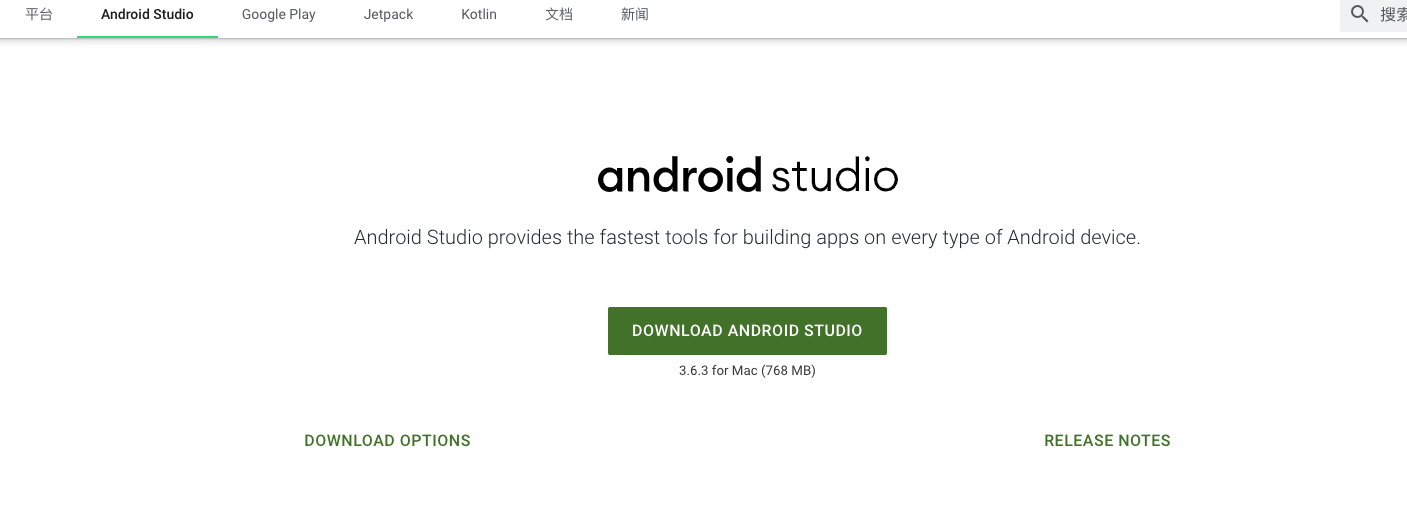 平台 Android Studio Google Play Jetpack Kotlin 文档 新闻 搜索
android studio
Android Studio provides the fastest tools for building apps on every type of Android device.
DOWNLOAD ANDROID STUDIO
3.6.3 for Mac (768 MB)
DOWNLOAD OPTIONS RELEASE NOTES